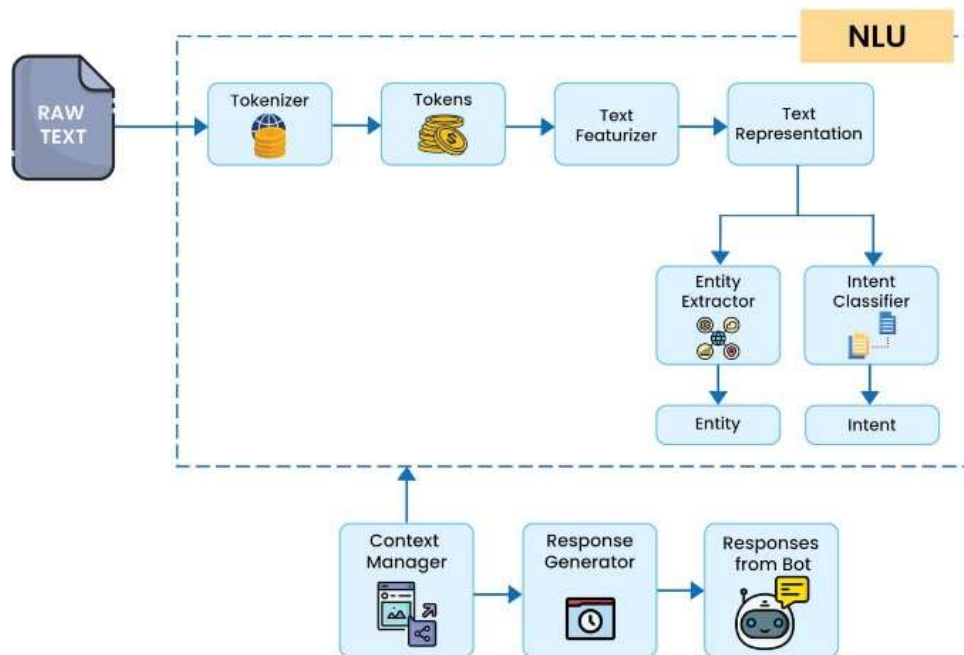 NLU
RAW
TEXT
Tokenizer
Tokens
Text
Featurizer
Text
Representation
Entity
Extractor
Intent
Classifier
Entity
Intent
Context
Manager
Response
Generator
Responses
from Bot